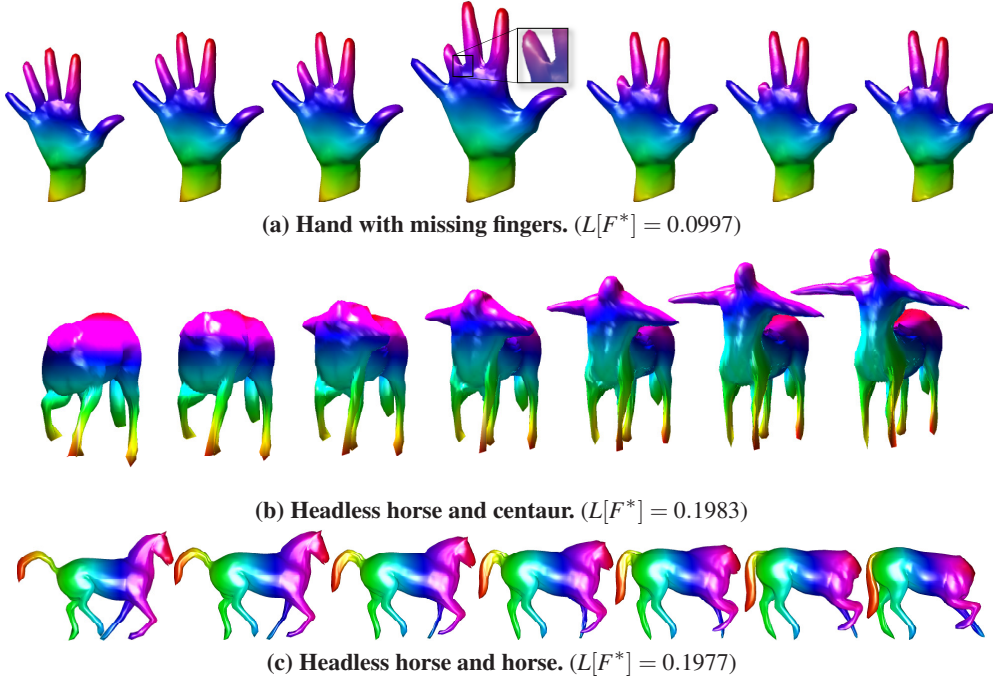 (a) Hand with missing fingers. (L[F*] = 0.0997)
(b) Headless horse and centaur. (L[F*] = 0.1983)
(c) Headless horse and horse. (L[F*] = 0.1977)